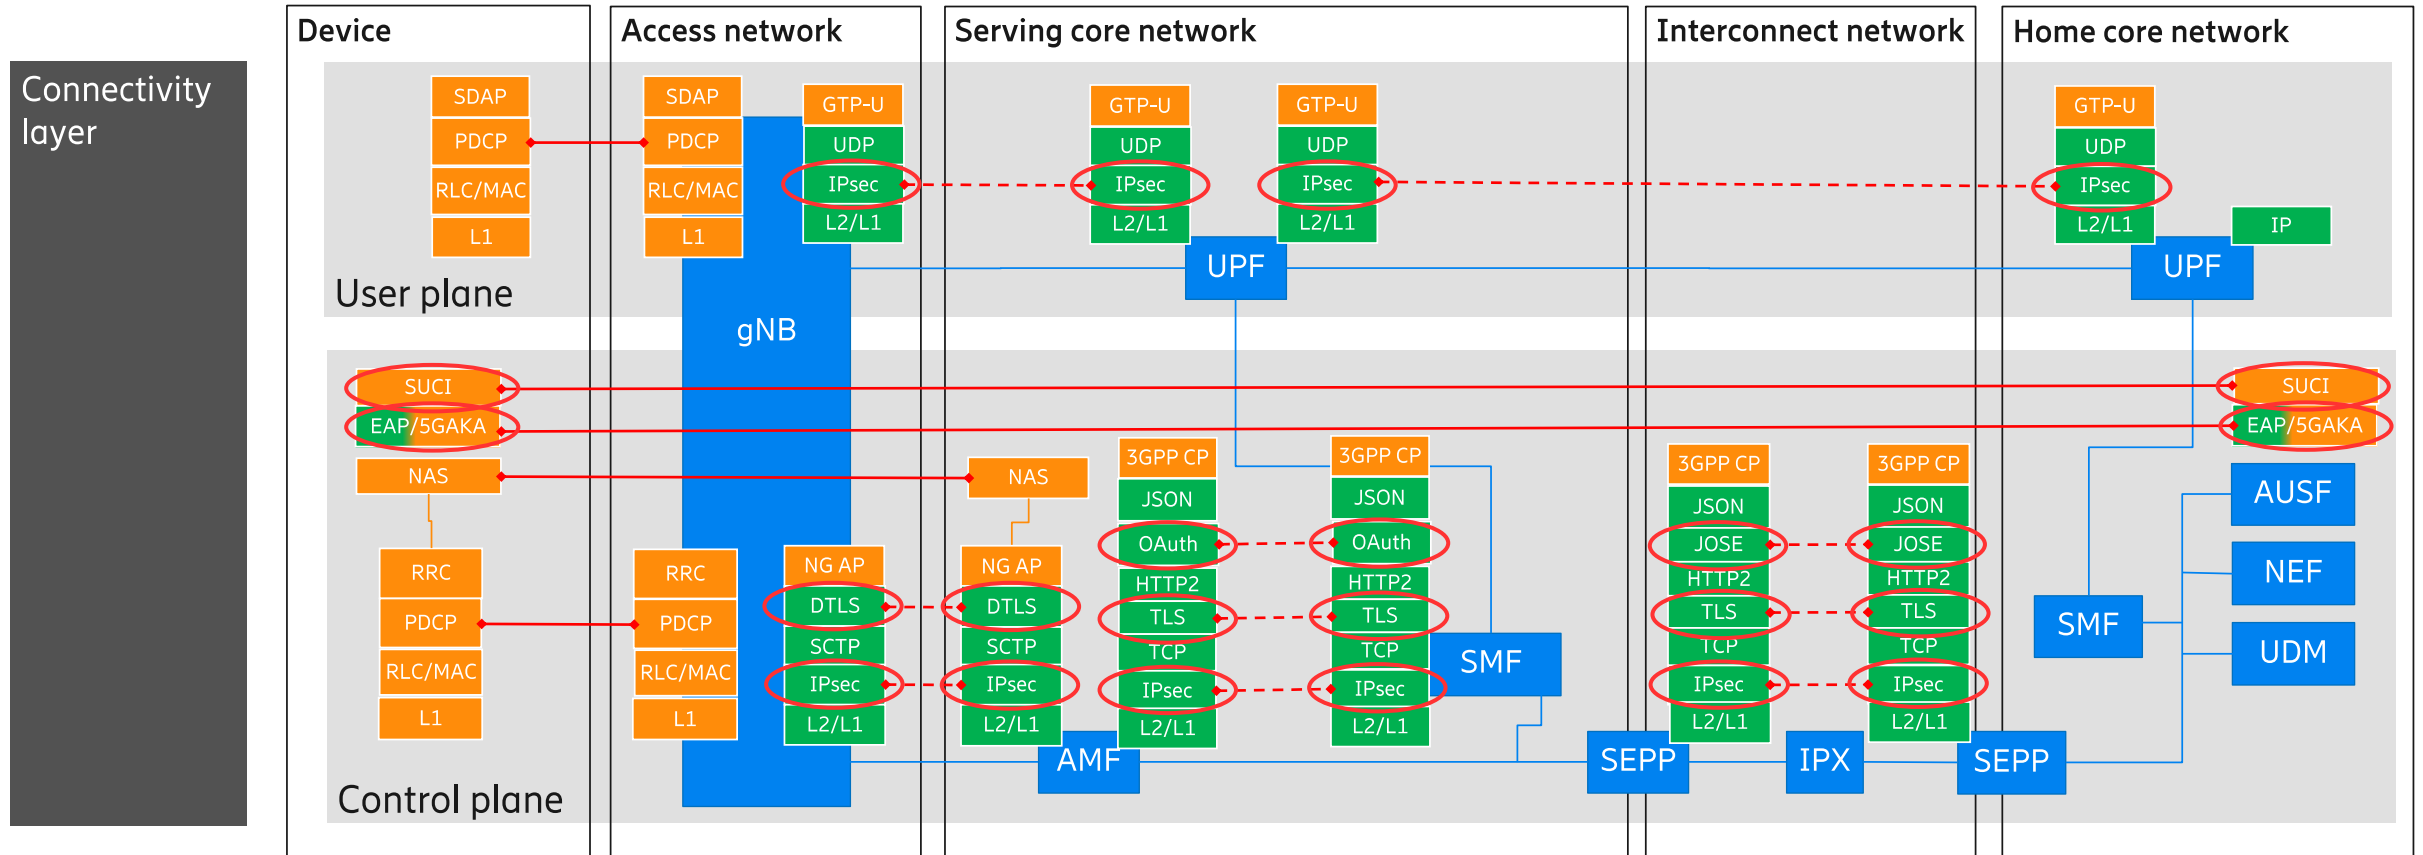 Device
Access network
Serving core network
Interconnect network
Home core network
Connectivity
layer
SDAP
PDCP
RLC/MAC
L1
SDAP
PDCP
RLC/MAC
L1
GTP-U
UDP
IPsec
L2/L1
GTP-U
UDP
IPsec
L2/L1
GTP-U
UDP
IPsec
L2/L1
GTP-U
UDP
IPsec
L2/L1
IP
UPF
UPF
User plane
gNB
SUCI
EAP/5GAKA
NAS
RRC
PDCP
RLC/MAC
L1
RRC
PDCP
RLC/MAC
L1
NG AP
DTLS
SCTP
IPsec
L2/L1
NAS
NG AP
DTLS
SCTP
IPsec
L2/L1
3GPP CP
JSON
OAuth
HTTP2
TLS
TCP
IPsec
L2/L1
3GPP CP
JSON
OAuth
HTTP2
TLS
TCP
IPsec
L2/L1
SMF
3GPP CP
JSON
JOSE
HTTP2
TLS
TCP
IPsec
L2/L1
3GPP CP
JSON
JOSE
HTTP2
TLS
TCP
IPsec
L2/L1
SUCI
EAP/5GAKA
AUSF
NEF
SMF
UDM
AMF
SEPP
IPX
SEPP
Control plane